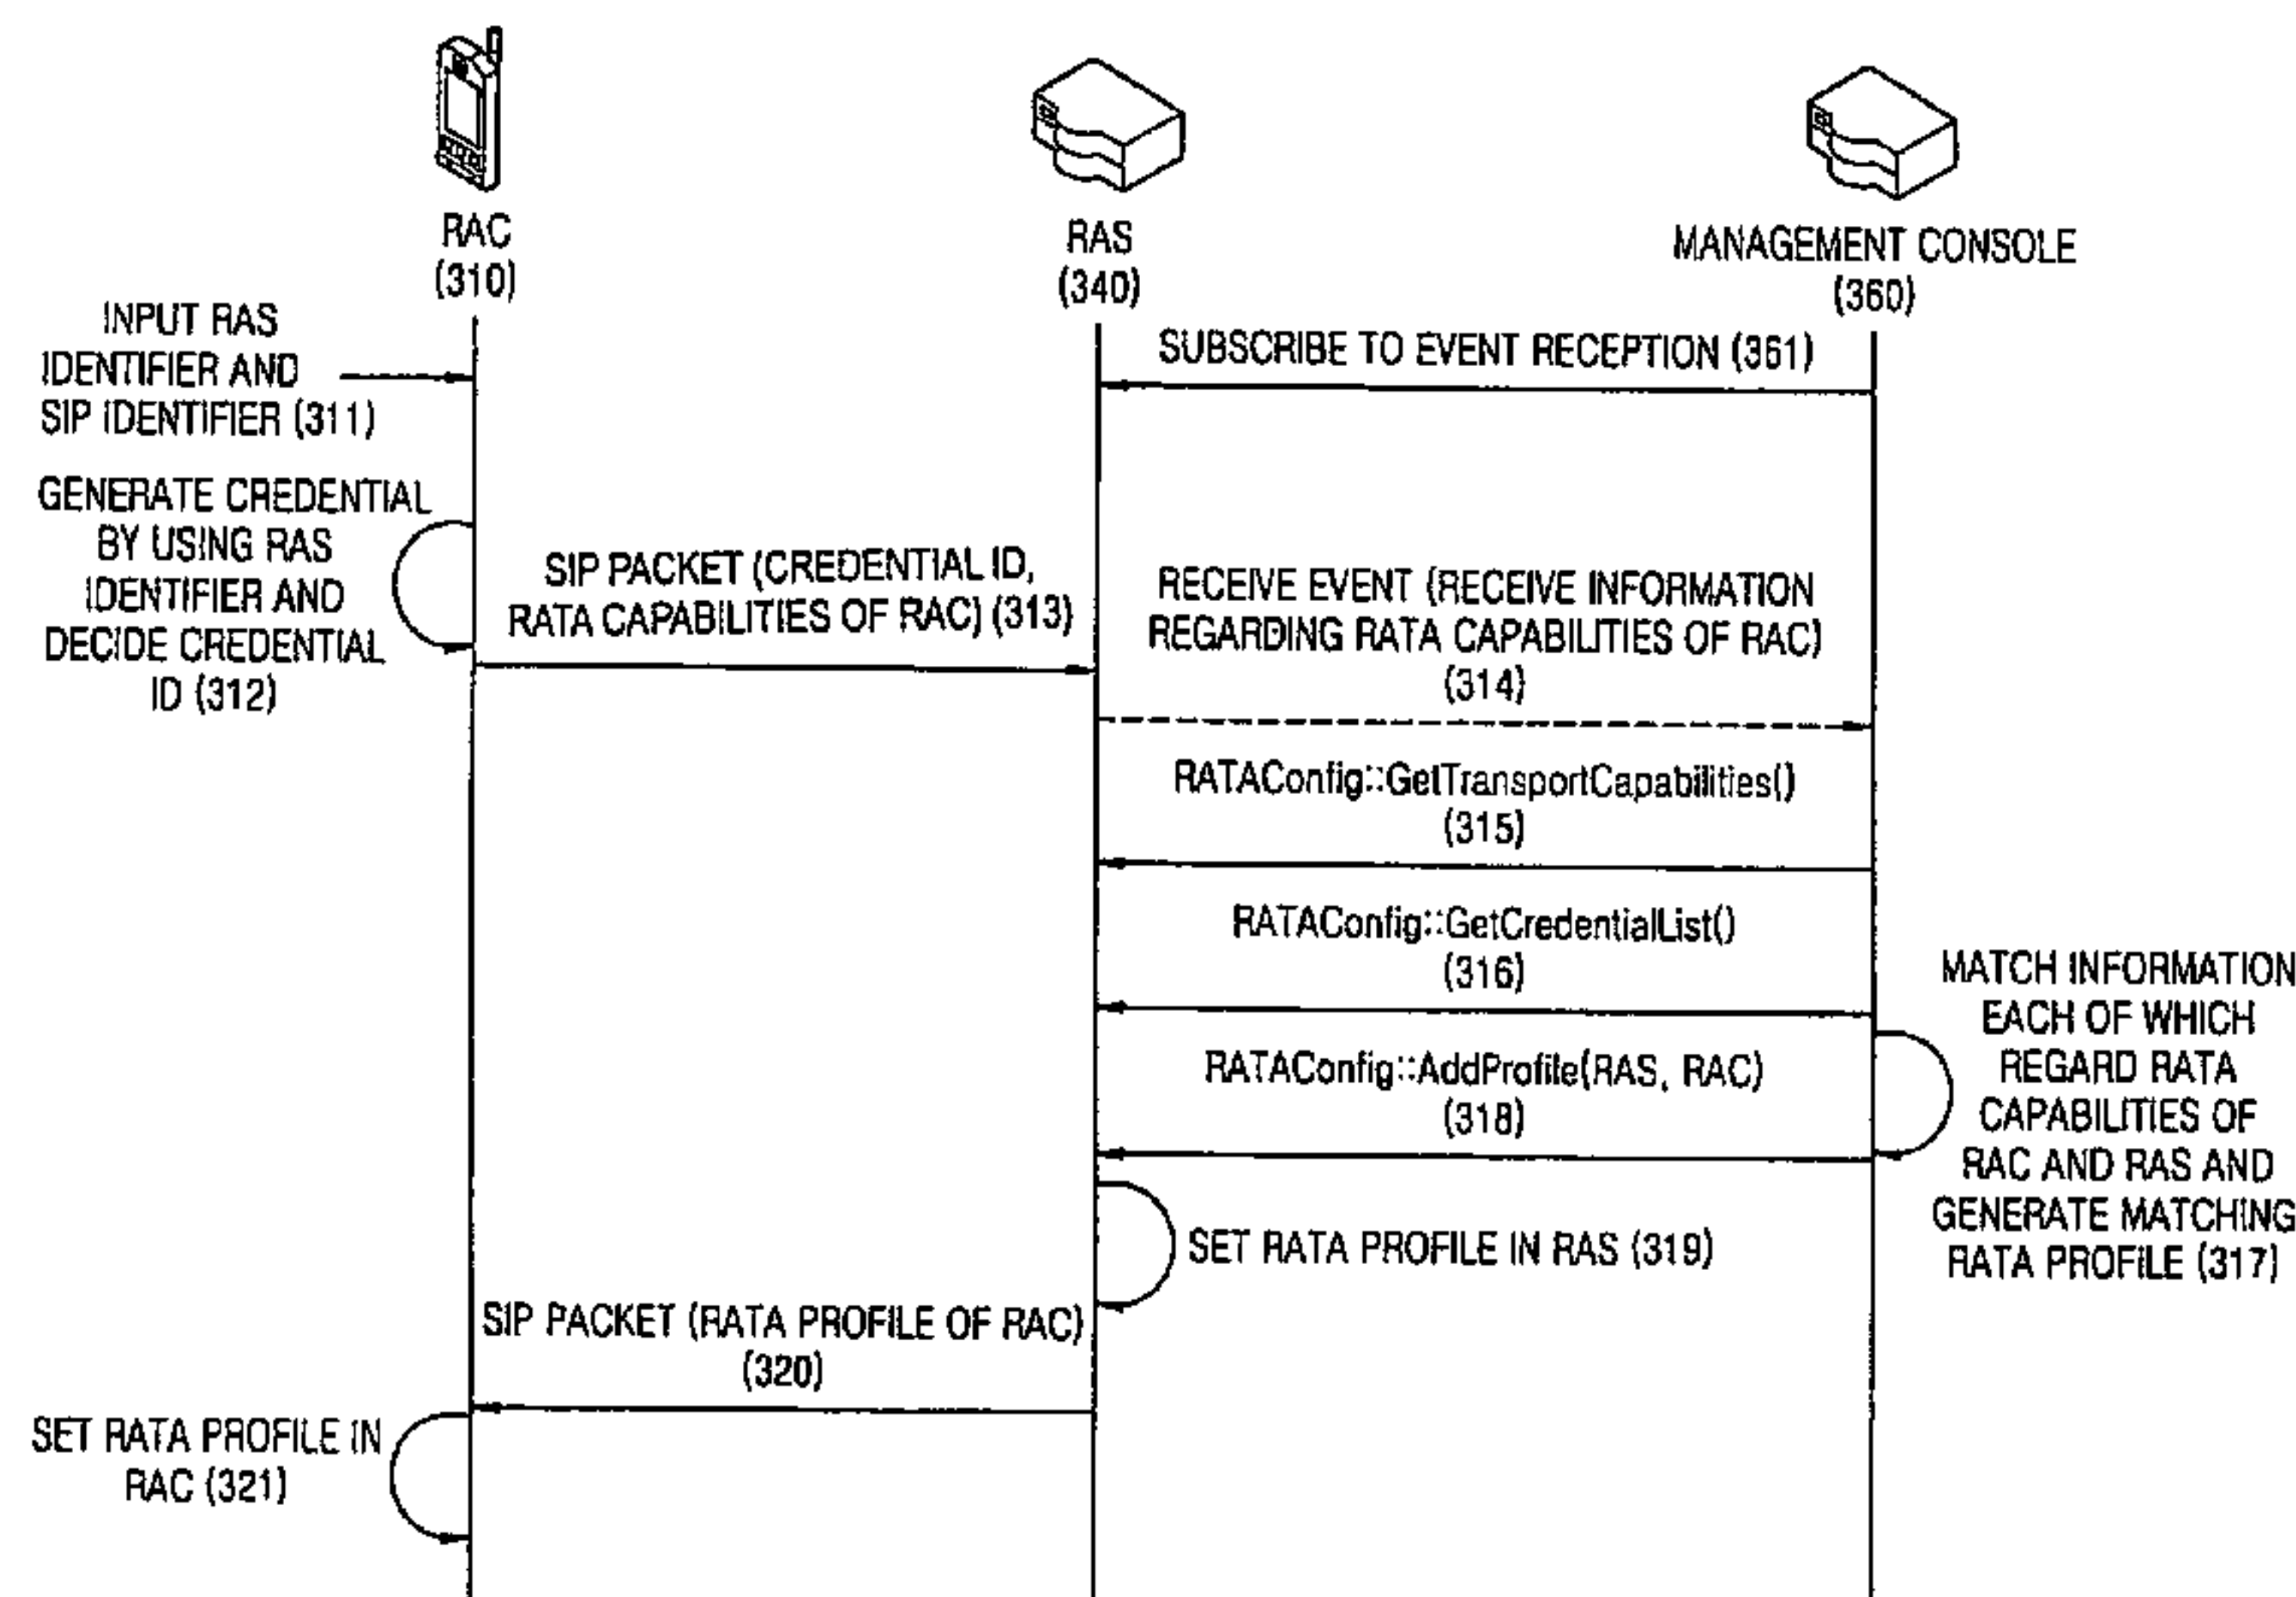 RAC
(310)
RAS
(340)
MANAGEMENT CONSOLE
(360)
INPUT RAS
IDENTIFIER AND
SIP IDENTIFIER (311)
SUBSCRIBE TO EVENT RECEPTION (361)
GENERATE CREDENTIAL
BY USING RAS
IDENTIFIER AND
DECIDE CREDENTIAL
ID (312)
SIP PACKET (CREDENTIAL ID,
RATA CAPABILITIES OF RAC) (313)
RECEIVE EVENT (RECEIVE INFORMATION
REGARDING RATA CAPABILITIES OF RAC)
(314)
RATAConfig::GetTransportCapabilities()
(315)
RATAConfig::GetCredentialList()
(316)
RATAConfig::AddProfile(RAS, RAC)
(318)
MATCH INFORMATION
EACH OF WHICH
REGARD RATA
CAPABILITIES OF
RAC AND RAS AND
GENERATE MATCHING
RATA PROFILE (317)
SET RATA PROFILE IN RAS (319)
SIP PACKET (RATA PROFILE OF RAC)
(320)
SET RATA PROFILE IN
RAC (321)